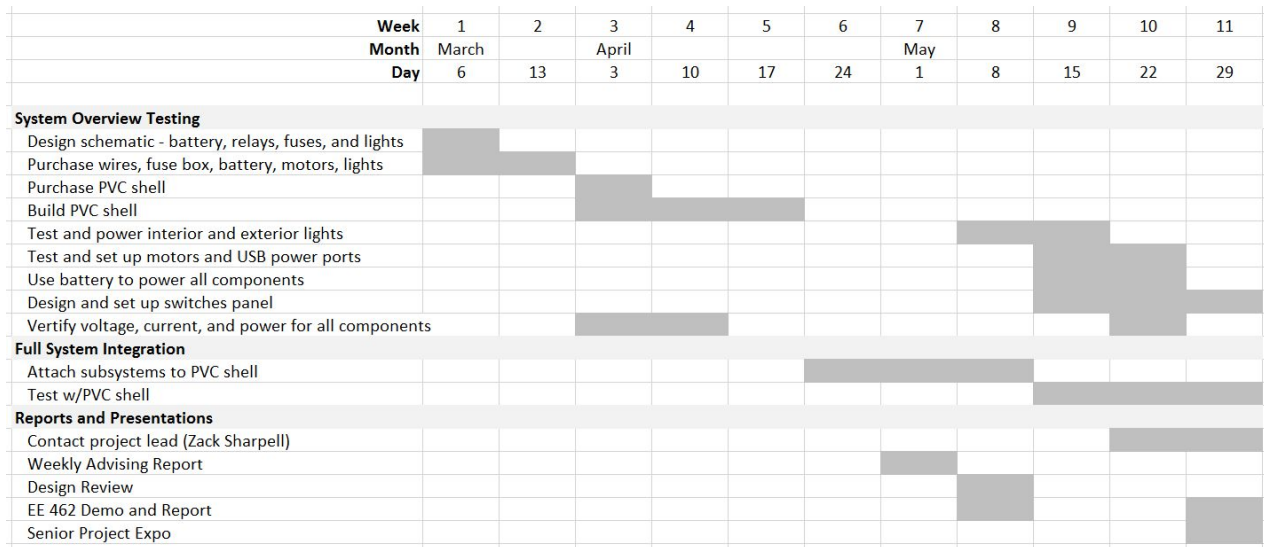 Week 1 2 3 4 5 6 7 8 9 10 11
Month March April May
Day 6 13 3 10 17 24 1 8 15 22 29
System Overview Testing
Design schematic - battery, relays, fuses, and lights
Purchase wires, fuse box, battery, motors, lights
Purchase PVC shell
Build PVC shell
Test and power interior and exterior lights
Test and set up motors and USB power ports
Use battery to power all components
Design and set up switches panel
Vertify voltage, current, and power for all components
Full System Integration
Attach subsystems to PVC shell
Test w/PVC shell
Reports and Presentations
Contact project lead (Zack Sharpell)
Weekly Advising Report
Design Review
EE 462 Demo and Report
Senior Project Expo